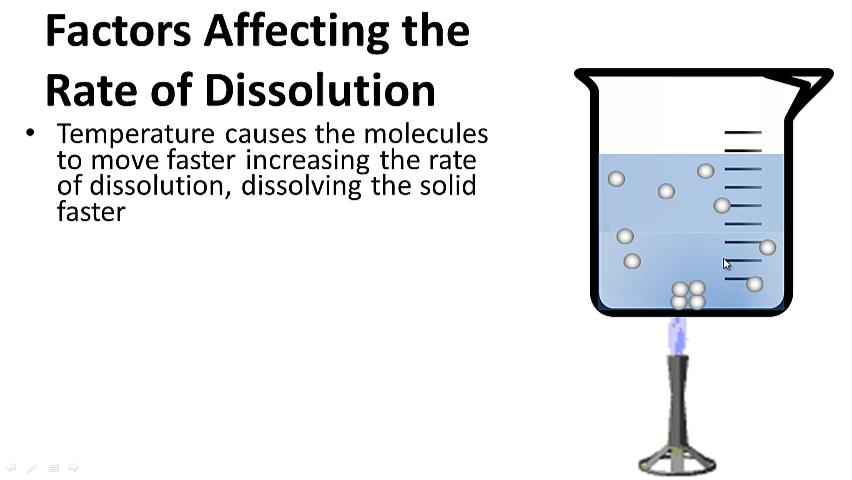 Factors Affecting the
Rate of Dissolution
• Temperature causes the molecules
to move faster increasing the rate
of dissolution, dissolving the solid
faster